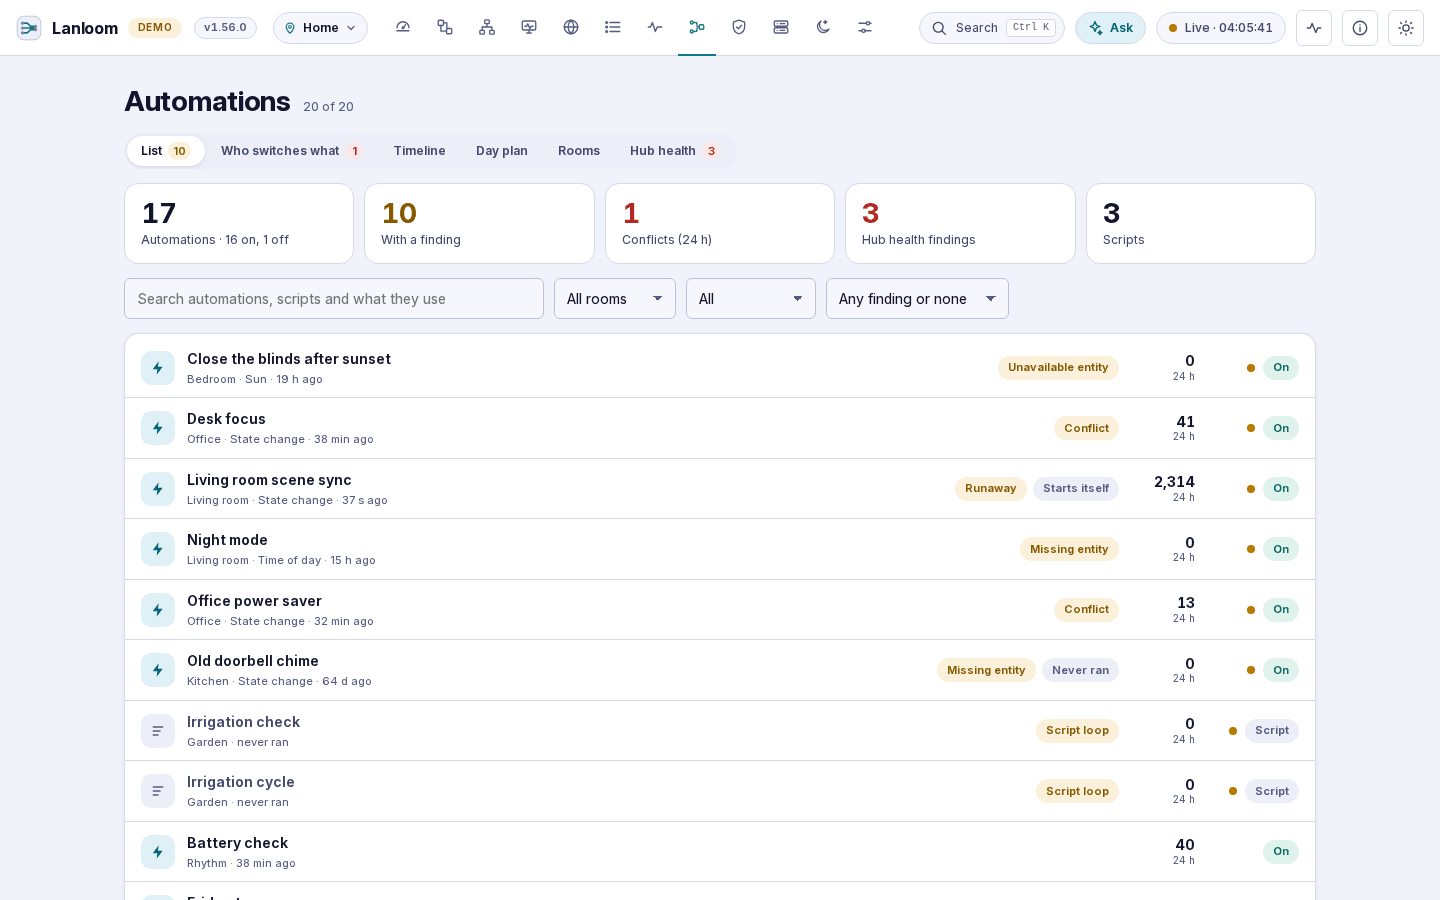 Lanloom DEMO v1.56.0 Home Search Ctrl K Ask Live · 04:05:41
Automations 20 of 20
List 10 Who switches what 1 Timeline Day plan Rooms Hub health 3
17
Automations · 16 on, 1 off
10
With a finding
1
Conflicts (24 h)
3
Hub health findings
3
Scripts
Search automations, scripts and what they use All rooms All Any finding or none
Close the blinds after sunset
Bedroom · Sun · 19 h ago
Unavailable entity
0
24 h
On
Desk focus
Office · State change · 38 min ago
Conflict
41
24 h
On
Living room scene sync
Living room · State change · 37 s ago
Runaway Starts itself
2,314
24 h
On
Night mode
Living room · Time of day · 15 h ago
Missing entity
0
24 h
On
Office power saver
Office · State change · 32 min ago
Conflict
13
24 h
On
Old doorbell chime
Kitchen · State change · 64 d ago
Missing entity Never ran
0
24 h
On
Irrigation check
Garden · never ran
Script loop
0
24 h
Script
Irrigation cycle
Garden · never ran
Script loop
0
24 h
Script
Battery check
Rhythm · 38 min ago
40
24 h
On